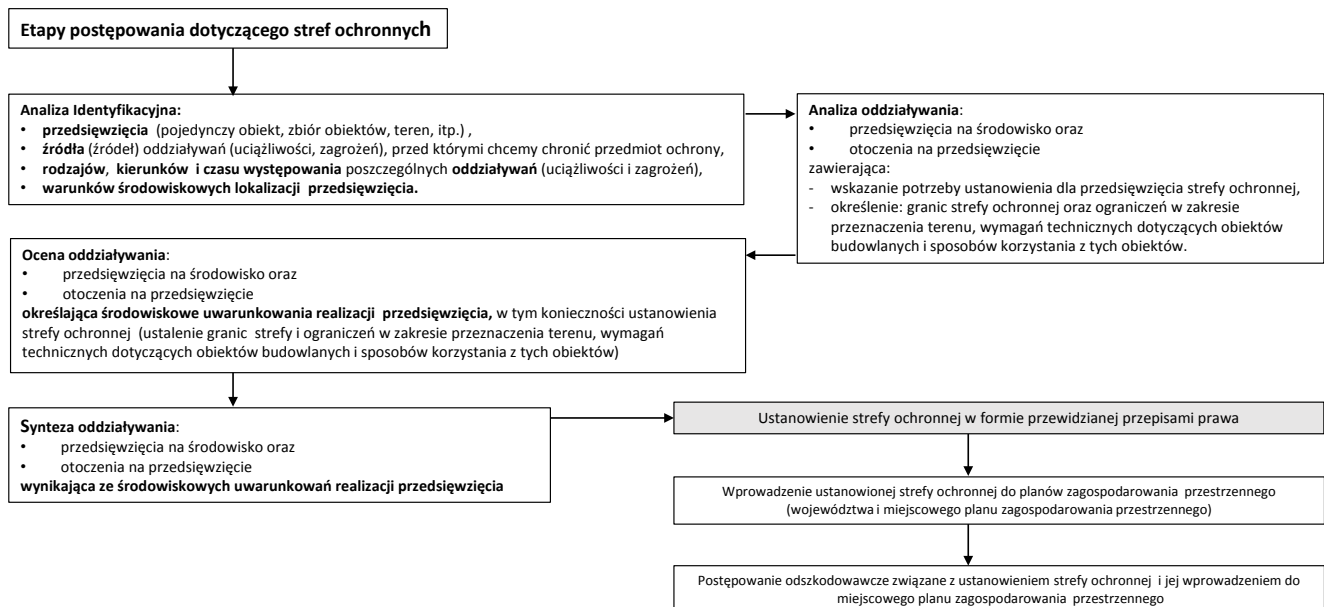 Etapy postępowania dotyczącego stref ochronnych
Analiza Identyfikacyjna:
• przedsięwzięcia (pojedynczy obiekt, zbiór obiektów, teren, itp.) ,
• źródła (źródeł) oddziaływań (uciążliwości, zagrożeń), przed którymi chcemy chronić przedmiot ochrony,
• rodzajów, kierunków i czasu występowania poszczególnych oddziaływań (uciążliwości i zagrożeń),
• warunków środowiskowych lokalizacji przedsięwzięcia.
Analiza oddziaływania:
• przedsięwzięcia na środowisko oraz
• otoczenia na przedsięwzięcie
zawierająca:
- wskazanie potrzeby ustanowienia dla przedsięwzięcia strefy ochronnej,
- określenie: granic strefy ochronnej oraz ograniczeń w zakresie
przeznaczenia terenu, wymagań technicznych dotyczących obiektów
budowlanych i sposobów korzystania z tych obiektów.
Ocena oddziaływania:
• przedsięwzięcia na środowisko oraz
• otoczenia na przedsięwzięcie
określająca środowiskowe uwarunkowania realizacji przedsięwzięcia, w tym konieczności ustanowienia
strefy ochronnej (ustalenie granic strefy i ograniczeń w zakresie przeznaczenia terenu, wymagań
technicznych dotyczących obiektów budowlanych i sposobów korzystania z tych obiektów)
Synteza oddziaływania:
• przedsięwzięcia na środowisko oraz
• otoczenia na przedsięwzięcie
wynikająca ze środowiskowych uwarunkowań realizacji przedsięwzięcia
Ustanowienie strefy ochronnej w formie przewidzianej przepisami prawa
Wprowadzenie ustanowionej strefy ochronnej do planów zagospodarowania przestrzennego
(województwa i miejscowego planu zagospodarowania przestrzennego)
Postępowanie odszkodowawcze związane z ustanowieniem strefy ochronnej i jej wprowadzeniem do
miejscowego planu zagospodarowania przestrzennego